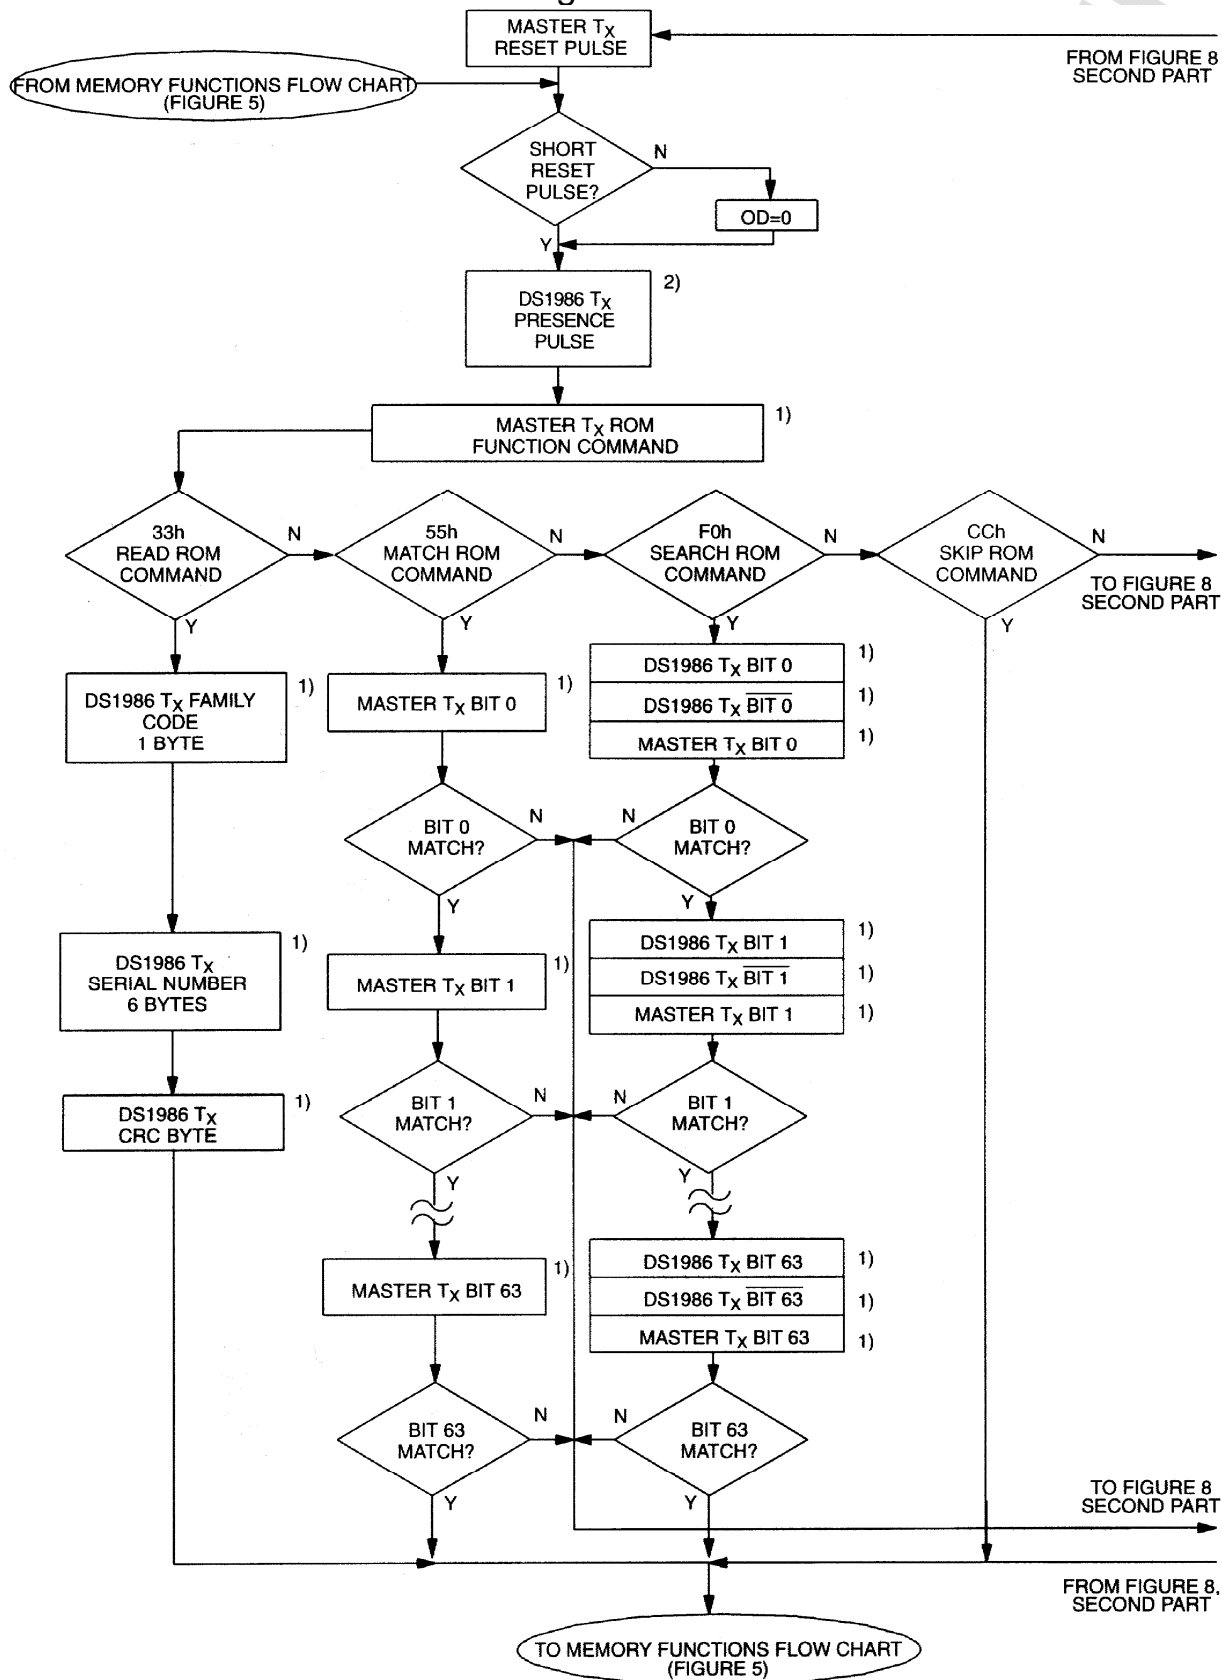 MASTER TX
RESET PULSE
FROM FIGURE 8
SECOND PART
FROM MEMORY FUNCTIONS FLOW CHART
(FIGURE 5)
SHORT
RESET
PULSE?
N
OD=0
Y
DS1986 TX
PRESENCE
PULSE
2)
MASTER TX ROM
FUNCTION COMMAND
1)
33h
READ ROM
COMMAND
N
Y
55h
MATCH ROM
COMMAND
N
Y
F0h
SEARCH ROM
COMMAND
N
Y
CCh
SKIP ROM
COMMAND
N
Y
TO FIGURE 8
SECOND PART
DS1986 TX FAMILY
CODE
1 BYTE
1)
DS1986 TX
SERIAL NUMBER
6 BYTES
1)
DS1986 TX
CRC BYTE
1)
MASTER TX BIT 0
1)
BIT 0
MATCH?
N
Y
MASTER TX BIT 1
1)
BIT 1
MATCH?
N
Y
MASTER TX BIT 63
1)
BIT 63
MATCH?
N
Y
DS1986 TX BIT 0
1)
DS1986 TX B̅I̅T̅ ̅0̅
1)
MASTER TX BIT 0
1)
BIT 0
MATCH?
N
Y
DS1986 TX BIT 1
1)
DS1986 TX B̅I̅T̅ ̅1̅
1)
MASTER TX BIT 1
1)
BIT 1
MATCH?
N
Y
DS1986 TX BIT 63
1)
DS1986 TX B̅I̅T̅ ̅6̅3̅
1)
MASTER TX BIT 63
1)
BIT 63
MATCH?
N
Y
TO FIGURE 8
SECOND PART
FROM FIGURE 8,
SECOND PART
TO MEMORY FUNCTIONS FLOW CHART
(FIGURE 5)